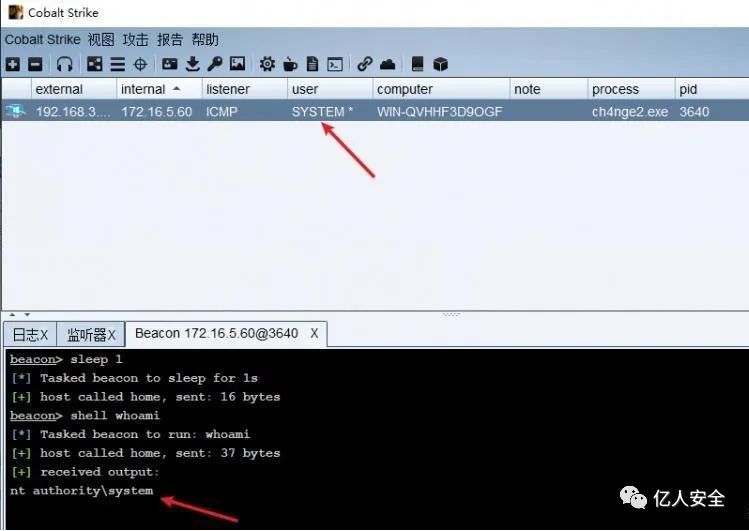 Cobalt Strike
Cobalt Strike 视图 攻击 报告 帮助
external internal listener user computer note process pid
192.168.3.... 172.16.5.60 ICMP SYSTEM * WIN-QVHHF3D9OGF ch4nge2.exe 3640
日志X 监听器X Beacon 172.16.5.60@3640 X
beacon> sleep 1
[*] Tasked beacon to sleep for 1s
[+] host called home, sent: 16 bytes
beacon> shell whoami
[*] Tasked beacon to run: whoami
[+] host called home, sent: 37 bytes
[+] received output:
nt authority\system
亿人安全